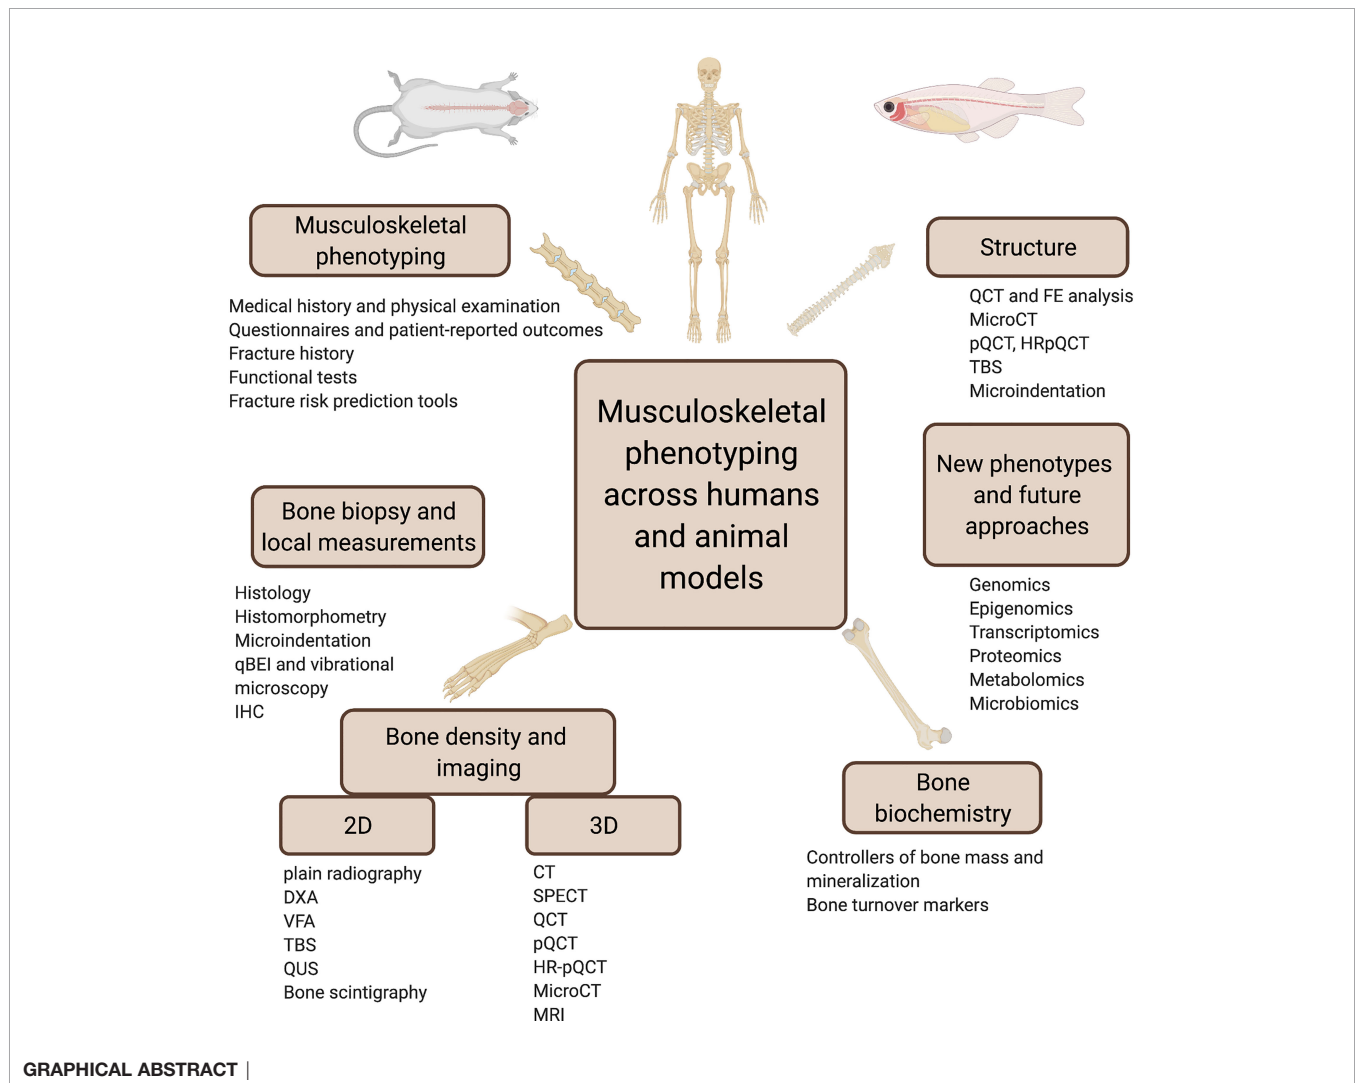 Musculoskeletal
phenotyping
Medical history and physical examination
Questionnaires and patient-reported outcomes
Fracture history
Functional tests
Fracture risk prediction tools
Structure
QCT and FE analysis
MicroCT
pQCT, HRpQCT
TBS
Microindentation
Musculoskeletal
phenotyping
across humans
and animal
models
New phenotypes
and future
approaches
Genomics
Epigenomics
Transcriptomics
Proteomics
Metabolomics
Microbiomics
Bone biopsy and
local measurements
Histology
Histomorphometry
Microindentation
qBEI and vibrational
microscopy
IHC
Bone density and
imaging
2D
plain radiography
DXA
VFA
TBS
QUS
Bone scintigraphy
3D
CT
SPECT
QCT
pQCT
HR-pQCT
MicroCT
MRI
Bone
biochemistry
Controllers of bone mass and
mineralization
Bone turnover markers
GRAPHICAL ABSTRACT |